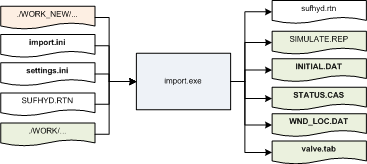 ./WORK_NEW/...
import.ini
settings.ini
SUFHYD.RTN
./WORK/...
import.exe
sufhyd.rtn
SIMULATE.REP
INITIAL.DAT
STATUS.CAS
WND_LOC.DAT
valve.tab